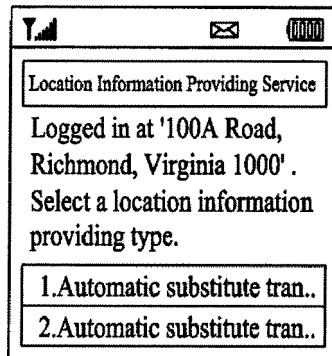 Location Information Providing Service
Logged in at '100A Road,
Richmond, Virginia 1000' .
Select a location information
providing type.
1.Automatic substitute tran..
2.Automatic substitute tran..